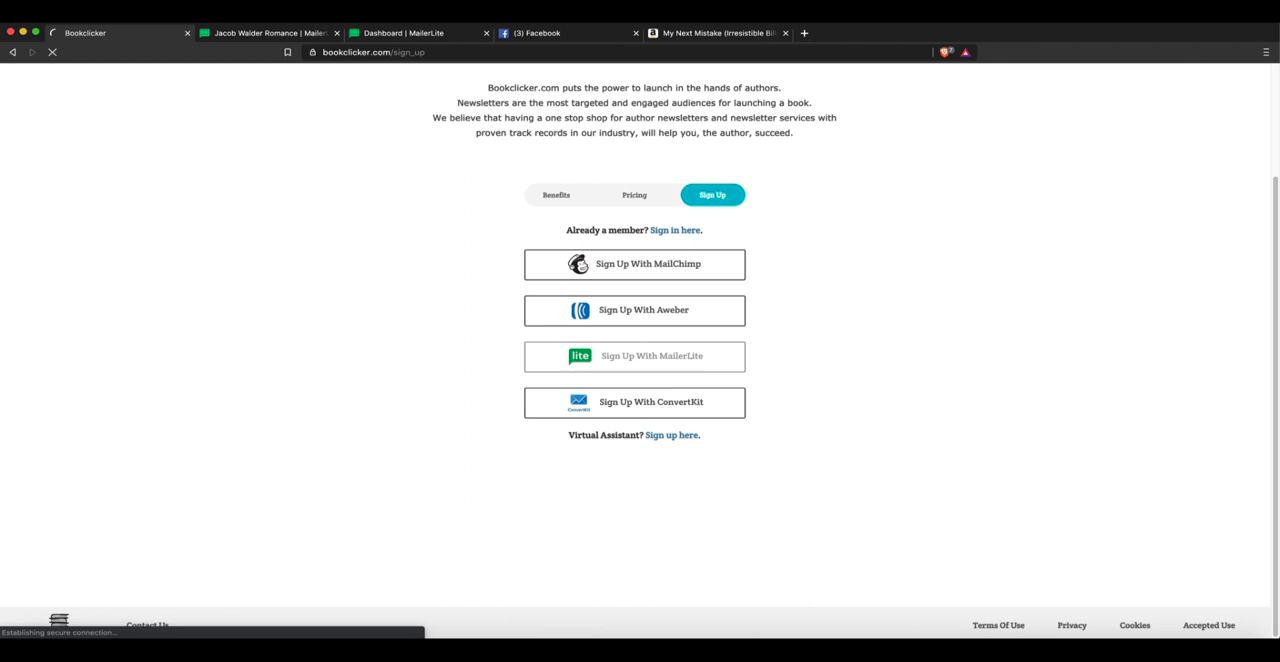 Bookclicker
Jacob Walder Romance | Mailer
Dashboard | MailerLite
(3) Facebook
My Next Mistake (Irresistible Bil
bookclicker.com/sign_up
Bookclicker.com puts the power to launch in the hands of authors.
Newsletters are the most targeted and engaged audiences for launching a book.
We believe that having a one stop shop for author newsletters and newsletter services with
proven track records in our industry, will help you, the author, succeed.
Benefits
Pricing
Sign Up
Already a member? Sign in here.
Sign Up With MailChimp
Sign Up With Aweber
lite Sign Up With MailerLite
Sign Up With ConvertKit
ConvertKit
Virtual Assistant? Sign up here.
Contact Us
Terms Of Use
Privacy
Cookies
Accepted Use
Establishing secure connection...